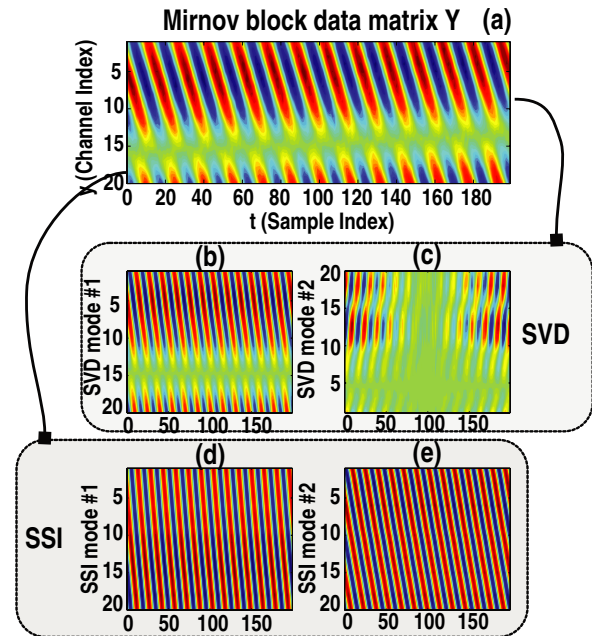 Mirnov block data matrix Y (a)
y (Channel Index)
5
10
15
20
0 20 40 60 80 100 120 140 160 180
t (Sample Index)
(b)
SVD mode #1
5
10
15
20
0 50 100 150
(c)
SVD mode #2
20
15
10
5
0 50 100 150
SVD
(d)
SSI mode #1
5
10
15
20
0 50 100 150
(e)
SSI mode #2
5
10
15
20
0 50 100 150
SSI